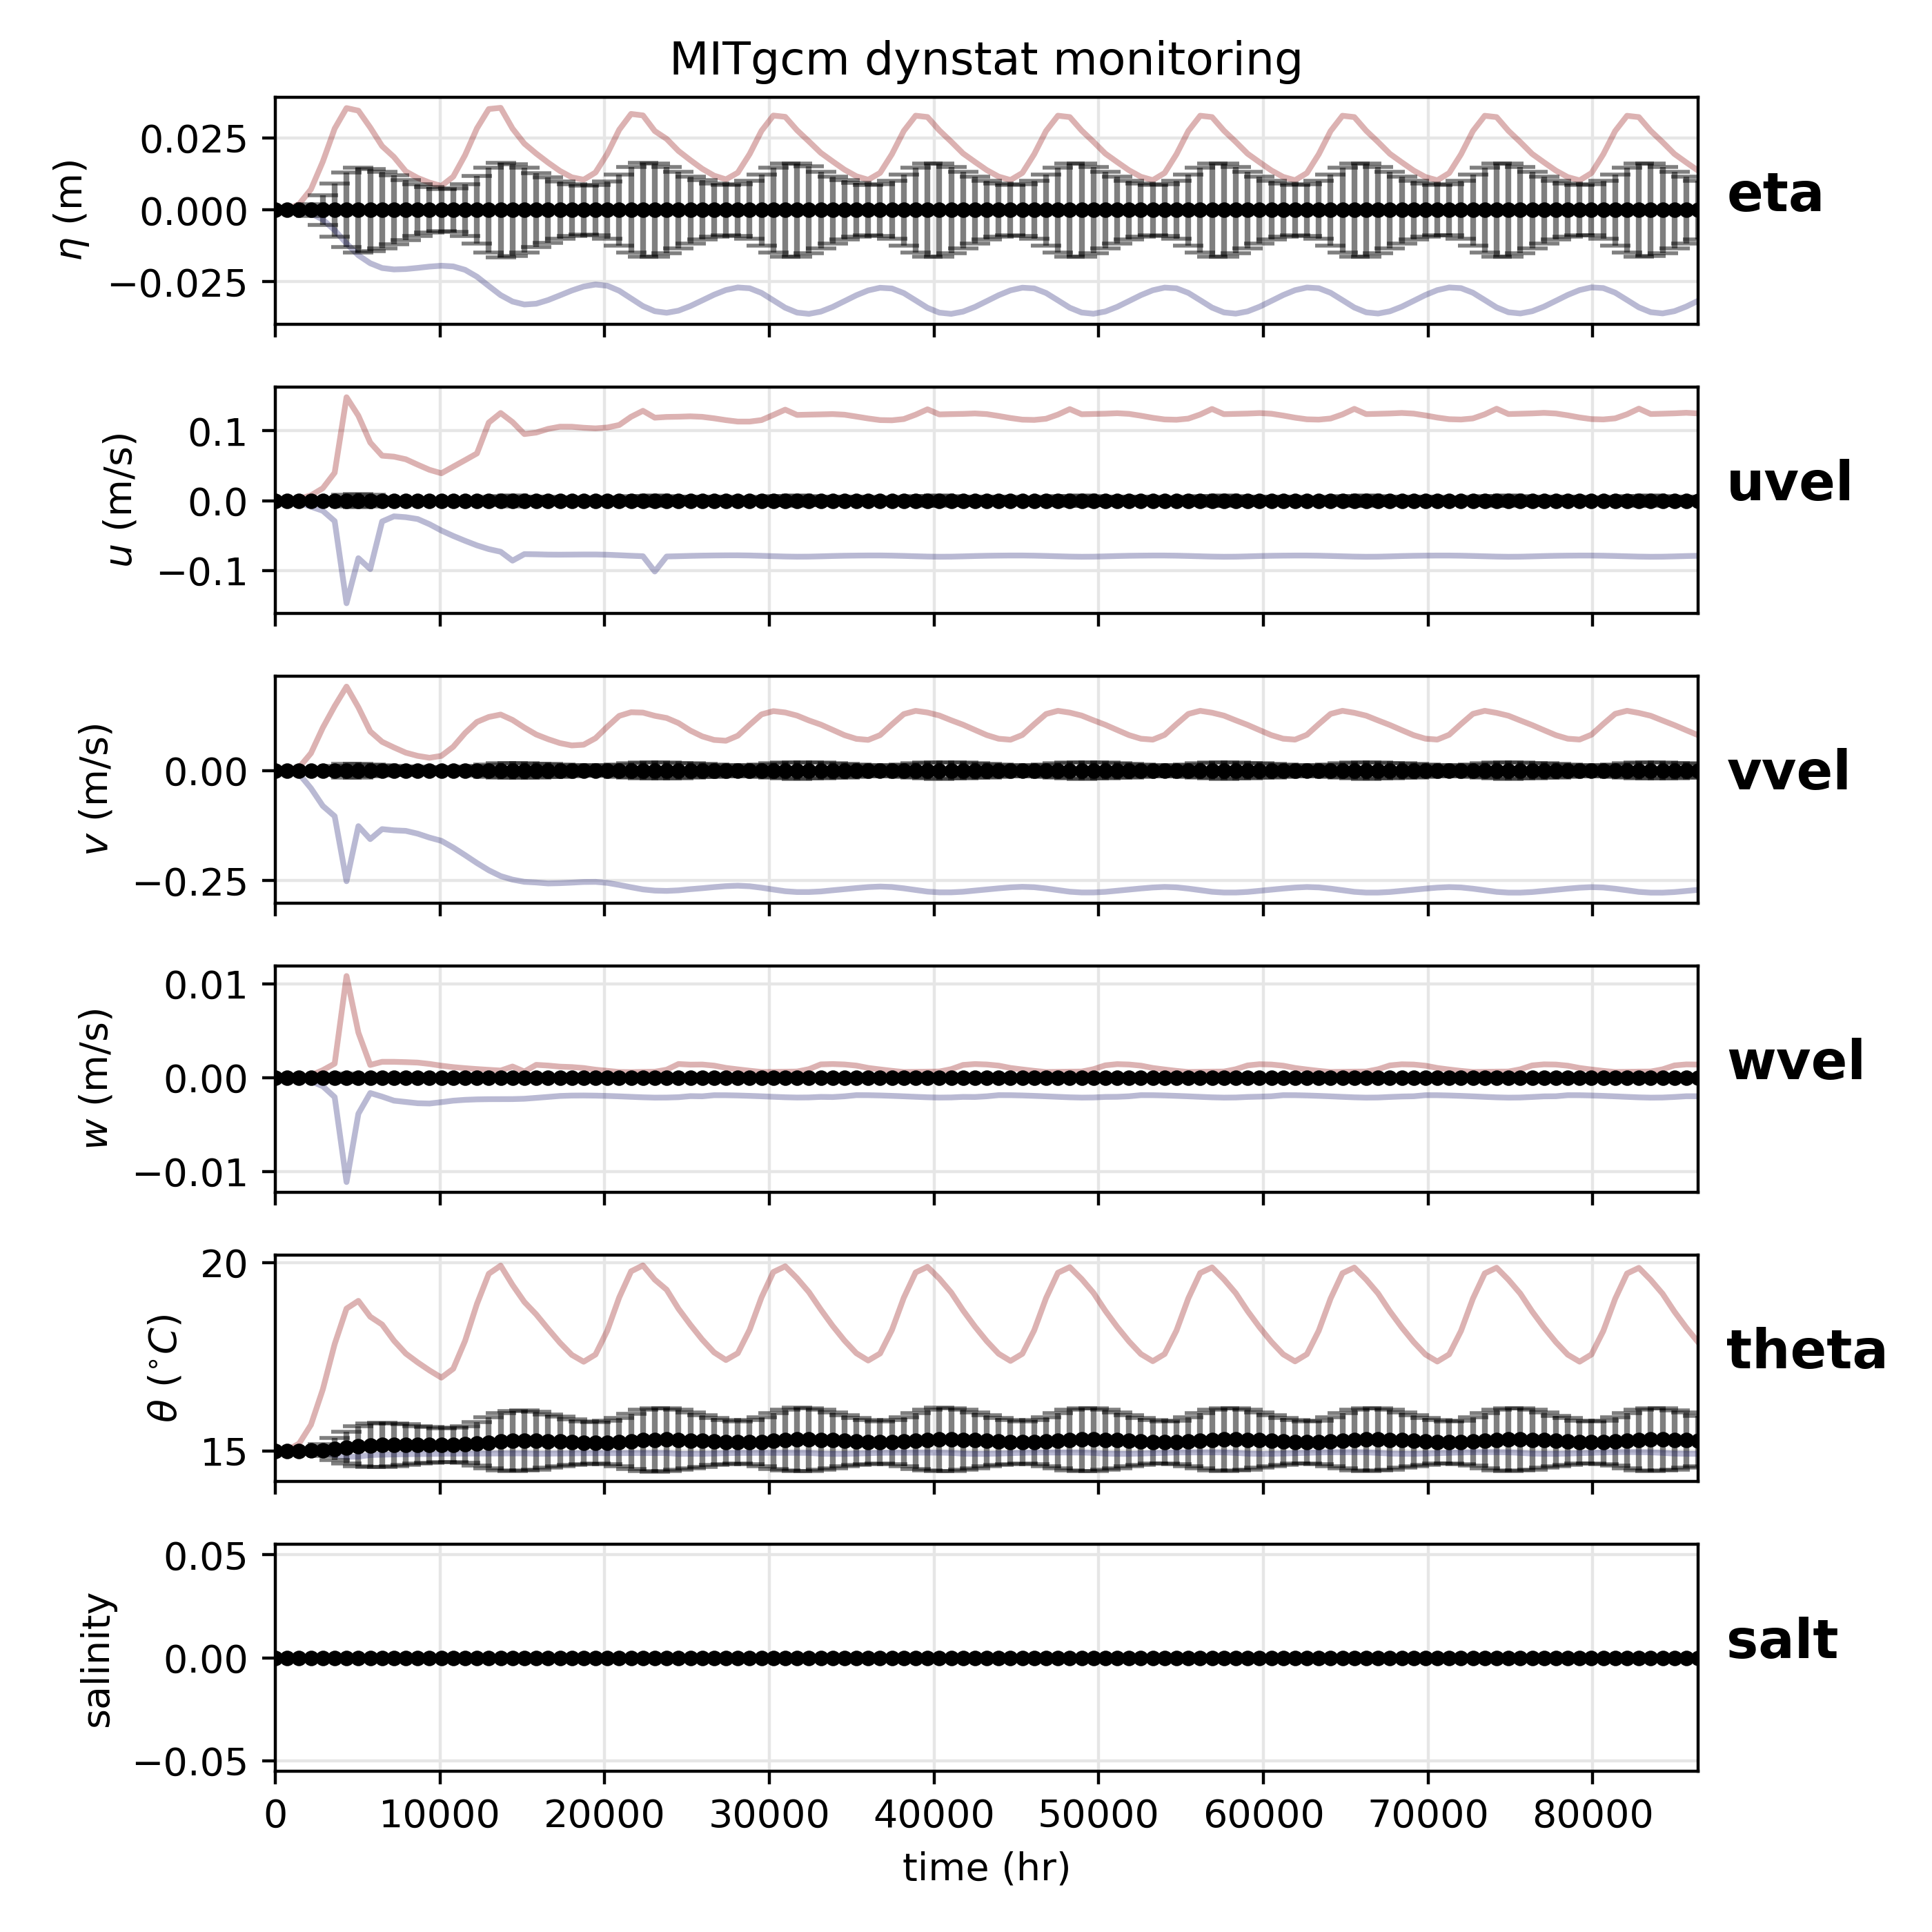 MITgcm dynstat monitoring
0.025
0.000
−0.025
η (m)
eta
0.1
0.0
−0.1
u (m/s)
uvel
0.00
−0.25
v (m/s)
vvel
0.01
0.00
−0.01
w (m/s)
wvel
20
15
θ (°C)
theta
0.05
0.00
−0.05
salinity
salt
0 10000 20000 30000 40000 50000 60000 70000 80000
time (hr)